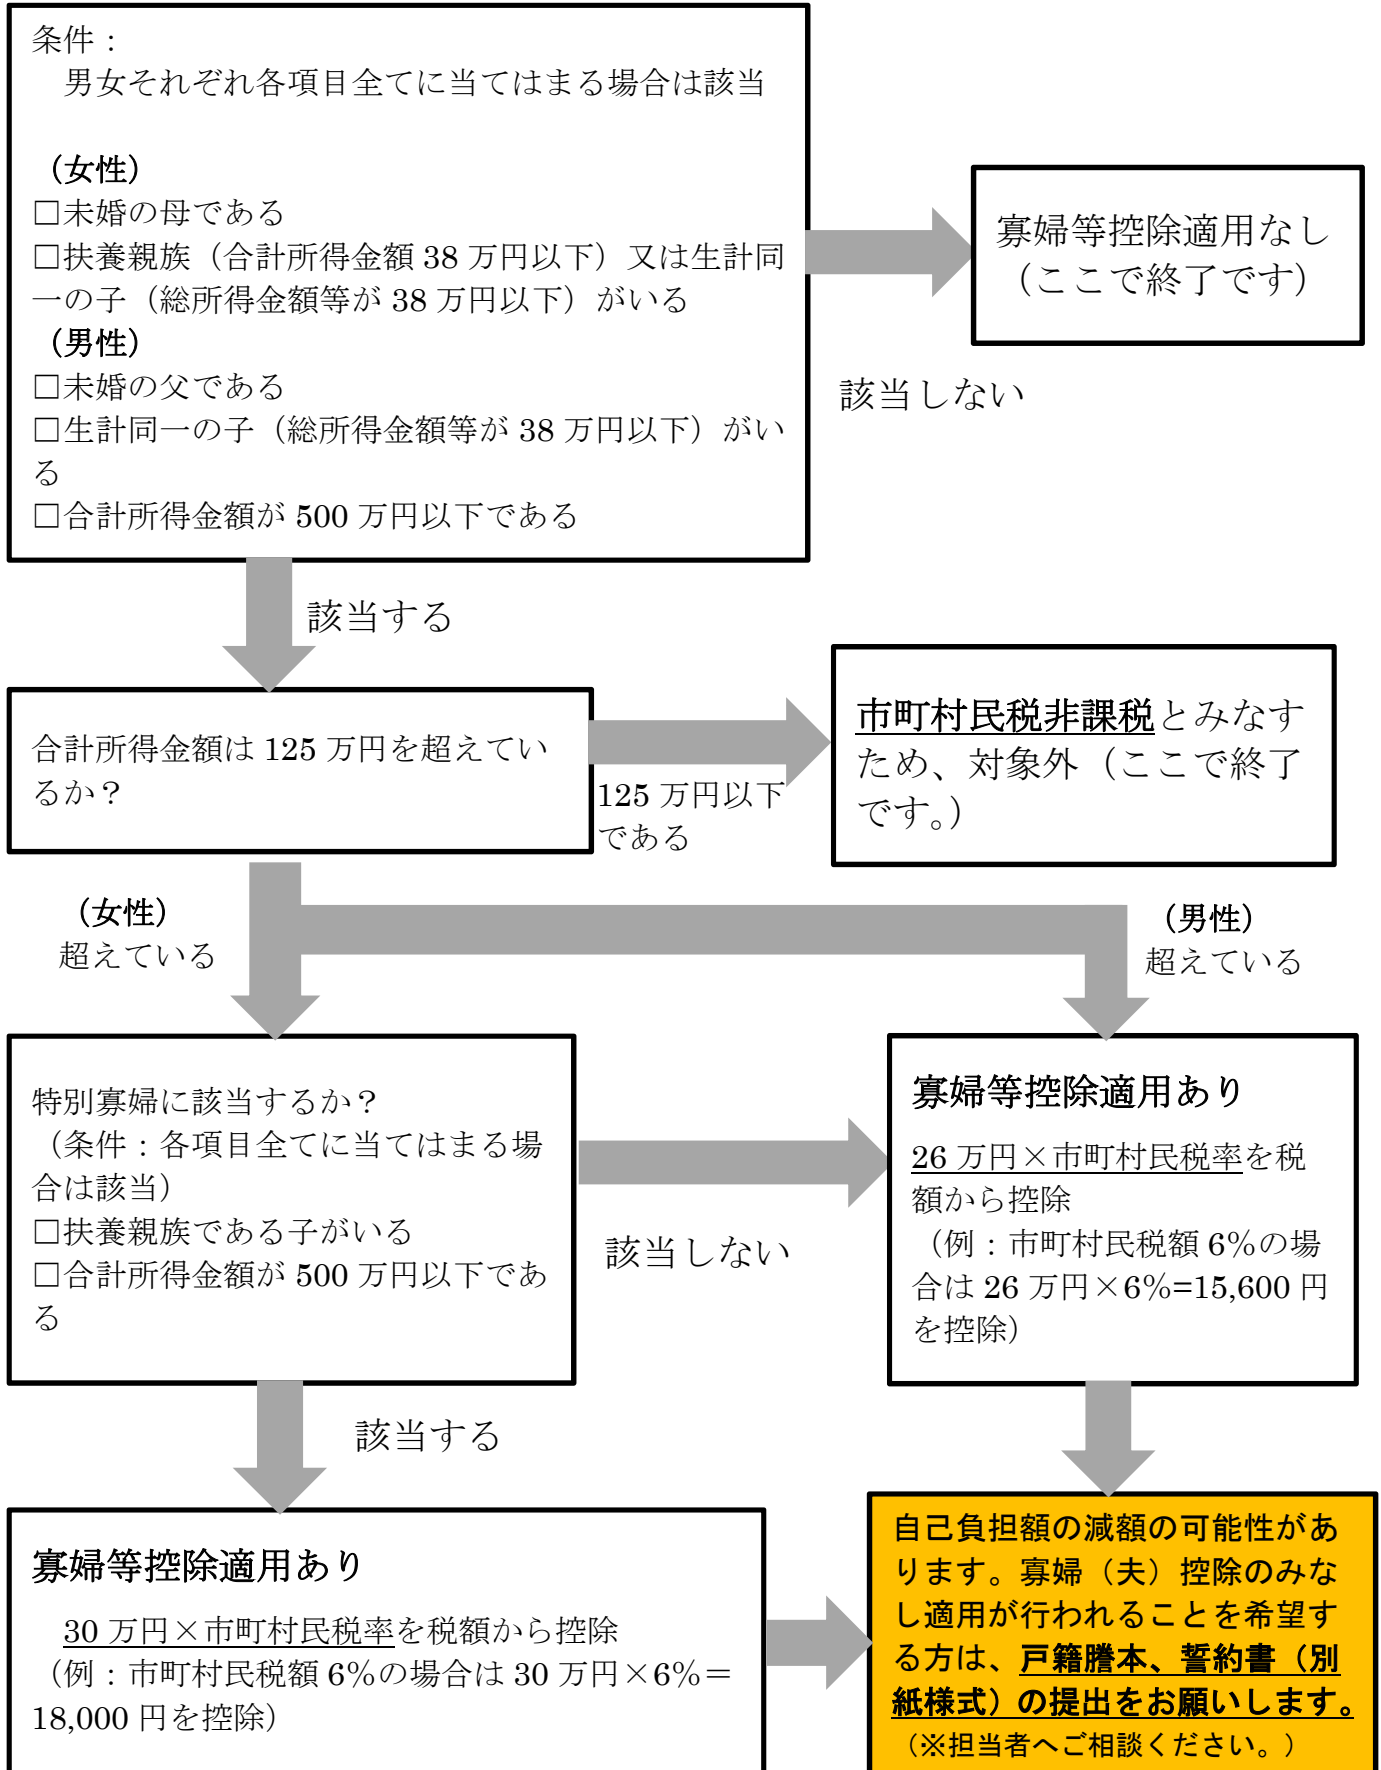 条件：
男女それぞれ各項目全てに当てはまる場合は該当
（女性）
□未婚の母である
□扶養親族（合計所得金額 38 万円以下）又は生計同
一の子（総所得金額等が 38 万円以下）がいる
（男性）
□未婚の父である
□生計同一の子（総所得金額等が 38 万円以下）がい
る
□合計所得金額が 500 万円以下である
寡婦等控除適用なし
（ここで終了です）
該当しない
該当する
合計所得金額は 125 万円を超えてい
るか？
125 万円以下
である
市町村民税非課税とみなす
ため、対象外（ここで終了
です。）
（女性）
超えている
（男性）
超えている
特別寡婦に該当するか？
（条件：各項目全てに当てはまる場
合は該当）
□扶養親族である子がいる
□合計所得金額が 500 万円以下であ
る
該当しない
寡婦等控除適用あり
26 万円×市町村民税率を税
額から控除
（例：市町村民税額 6％の場
合は 26 万円×6％=15,600 円
を控除）
該当する
寡婦等控除適用あり
30 万円×市町村民税率を税額から控除
（例：市町村民税額 6％の場合は 30 万円×6％＝
18,000 円を控除）
自己負担額の減額の可能性があ
ります。寡婦（夫）控除のみな
し適用が行われることを希望す
る方は、戸籍謄本、誓約書（別
紙様式）の提出をお願いします。
（※担当者へご相談ください。）